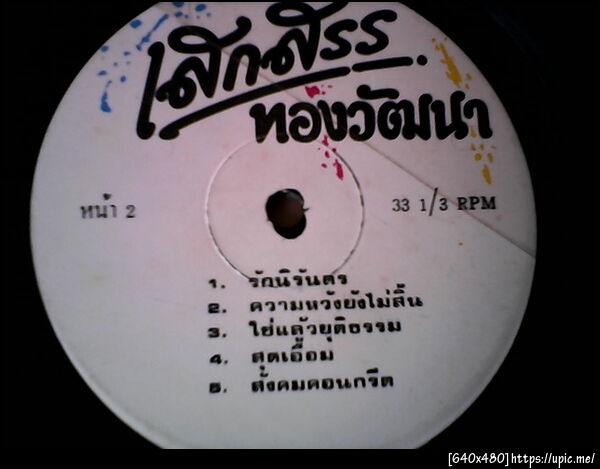 เสกสรร
ทองวัฒนา
หน้า 2
33 1/3 RPM
1. รักนิรันดร
2. ความหวังยังไม่สิ้น
3. ใช่แล้วยุติธรรม
4. สุดเอื้อม
5. สังคมคอนกรีต
[640x480]https://upic.me/